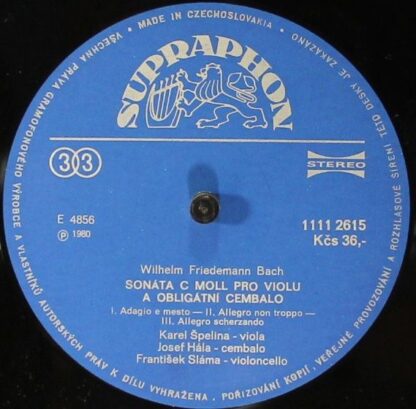 VŠECHNA PRÁVA GRAMOFONOVÉHO VÝROBCE A VLASTNÍKŮ AUTORSKÝCH PRÁV K DÍLU VYHRAŽENA. POŘIZOVÁNÍ KOPIÍ, VEŘEJNÉ PROVOZOVÁNÍ A ROZHLASOVÉ ŠÍŘENÍ TÉTO DESKY JE ZAKÁZÁNO • MADE IN CZECHOSLOVAKIA •
SUPRAPHON
33
STEREO
E 4856
1111 2615
Ⓟ 1980
Kčs 36,-
Wilhelm Friedemann Bach
SONÁTA C MOLL PRO VIOLU
A OBLIGÁTNÍ CEMBALO
I. Adagio e mesto — II. Allegro non troppo —
III. Allegro scherzando
Karel Špelina - viola
Josef Hála - cembalo
František Sláma - violoncello